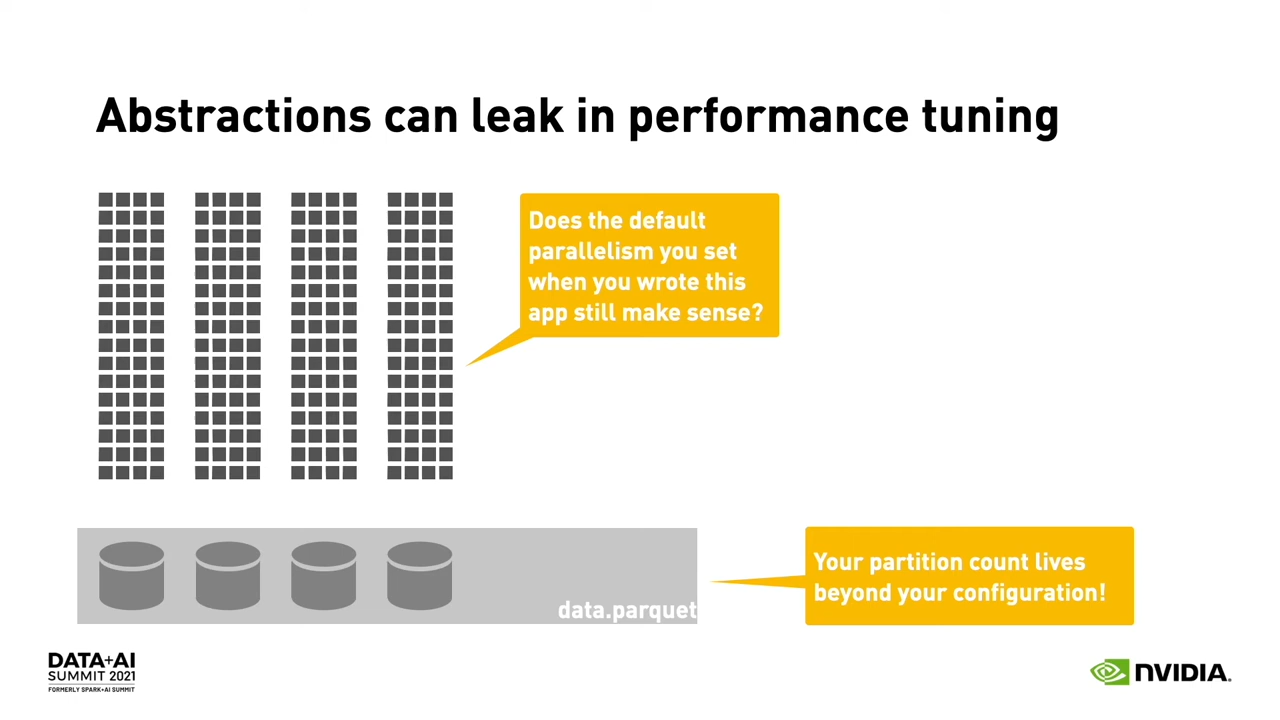 Abstractions can leak in performance tuning
Does the default
parallelism you set
when you wrote this
app still make sense?
Your partition count lives
beyond your configuration!
data.parquet
DATA+AI
SUMMIT 2021
FORMERLY SPARK+AI SUMMIT
NVIDIA.